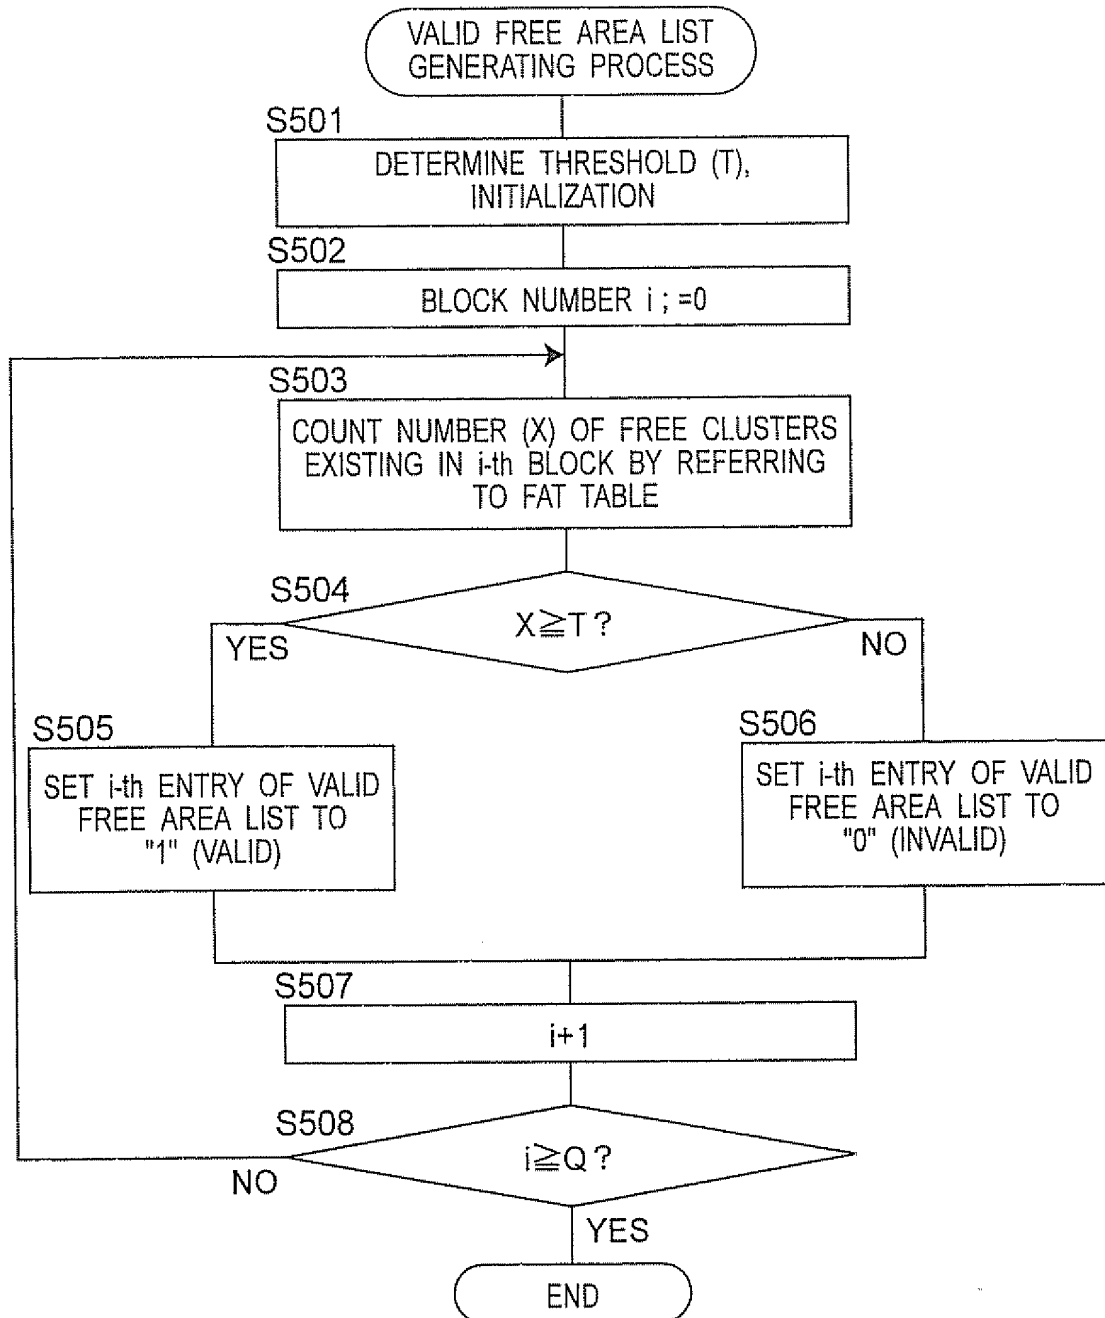 VALID FREE AREA LIST
GENERATING PROCESS
S501
DETERMINE THRESHOLD (T),
INITIALIZATION
S502
BLOCK NUMBER i ; =0
S503
COUNT NUMBER (X) OF FREE CLUSTERS
EXISTING IN i-th BLOCK BY REFERRING
TO FAT TABLE
S504
X≧T?
YES
NO
S505
SET i-th ENTRY OF VALID
FREE AREA LIST TO
"1" (VALID)
S506
SET i-th ENTRY OF VALID
FREE AREA LIST TO
"0" (INVALID)
S507
i+1
S508
i≧Q?
NO
YES
END